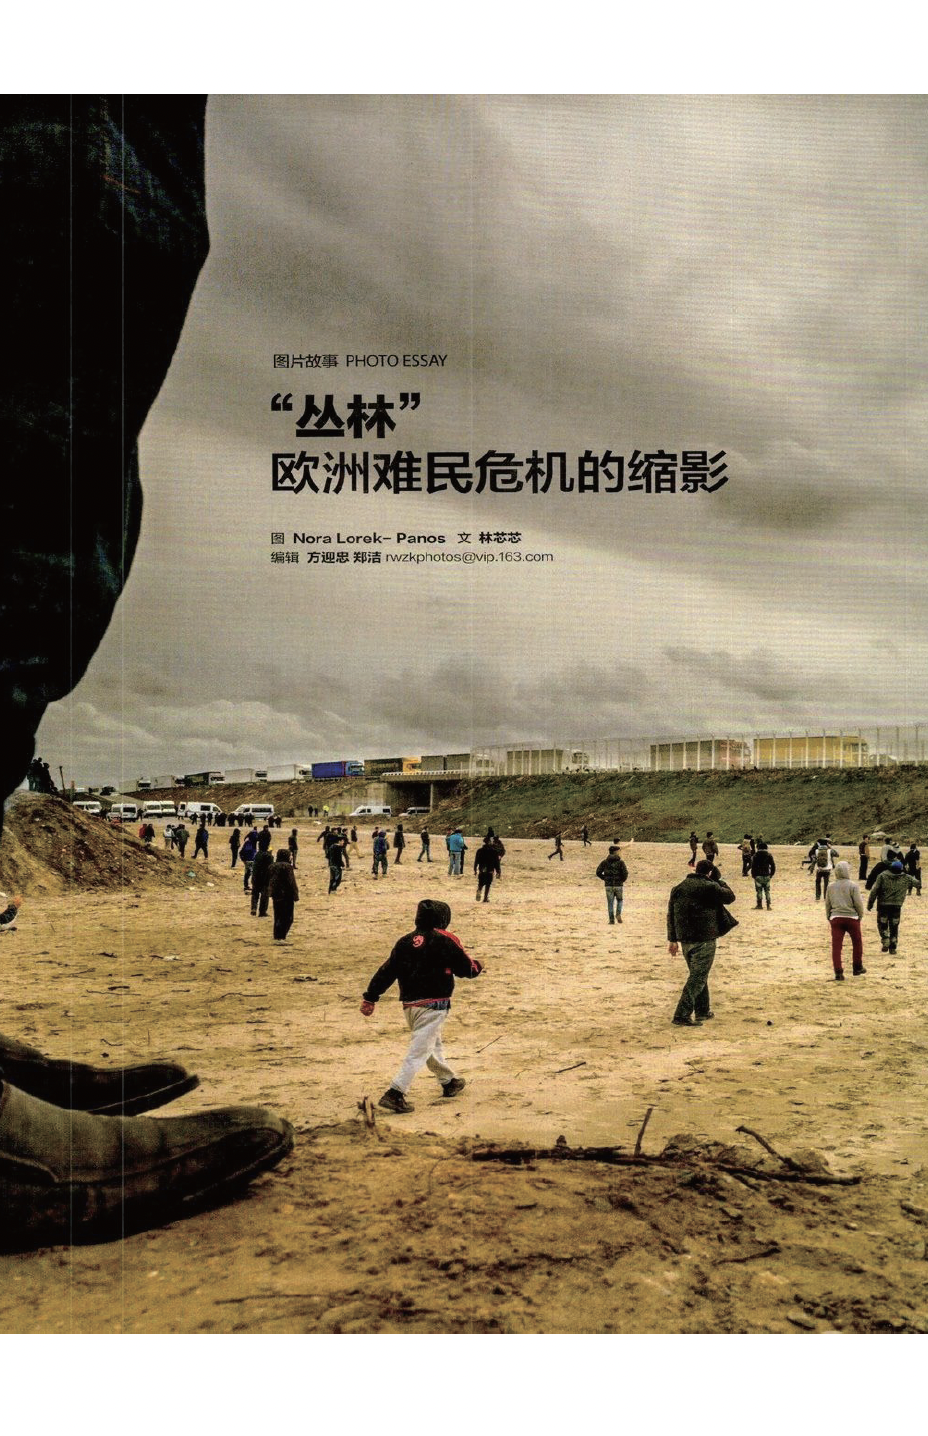 图片故事 PHOTO ESSAY
“丛林”
欧洲难民危机的缩影
图 Nora Lorek– Panos 文 林芯芯
编辑 方迎忠 郑洁 rwzkphotos@vip.163.com